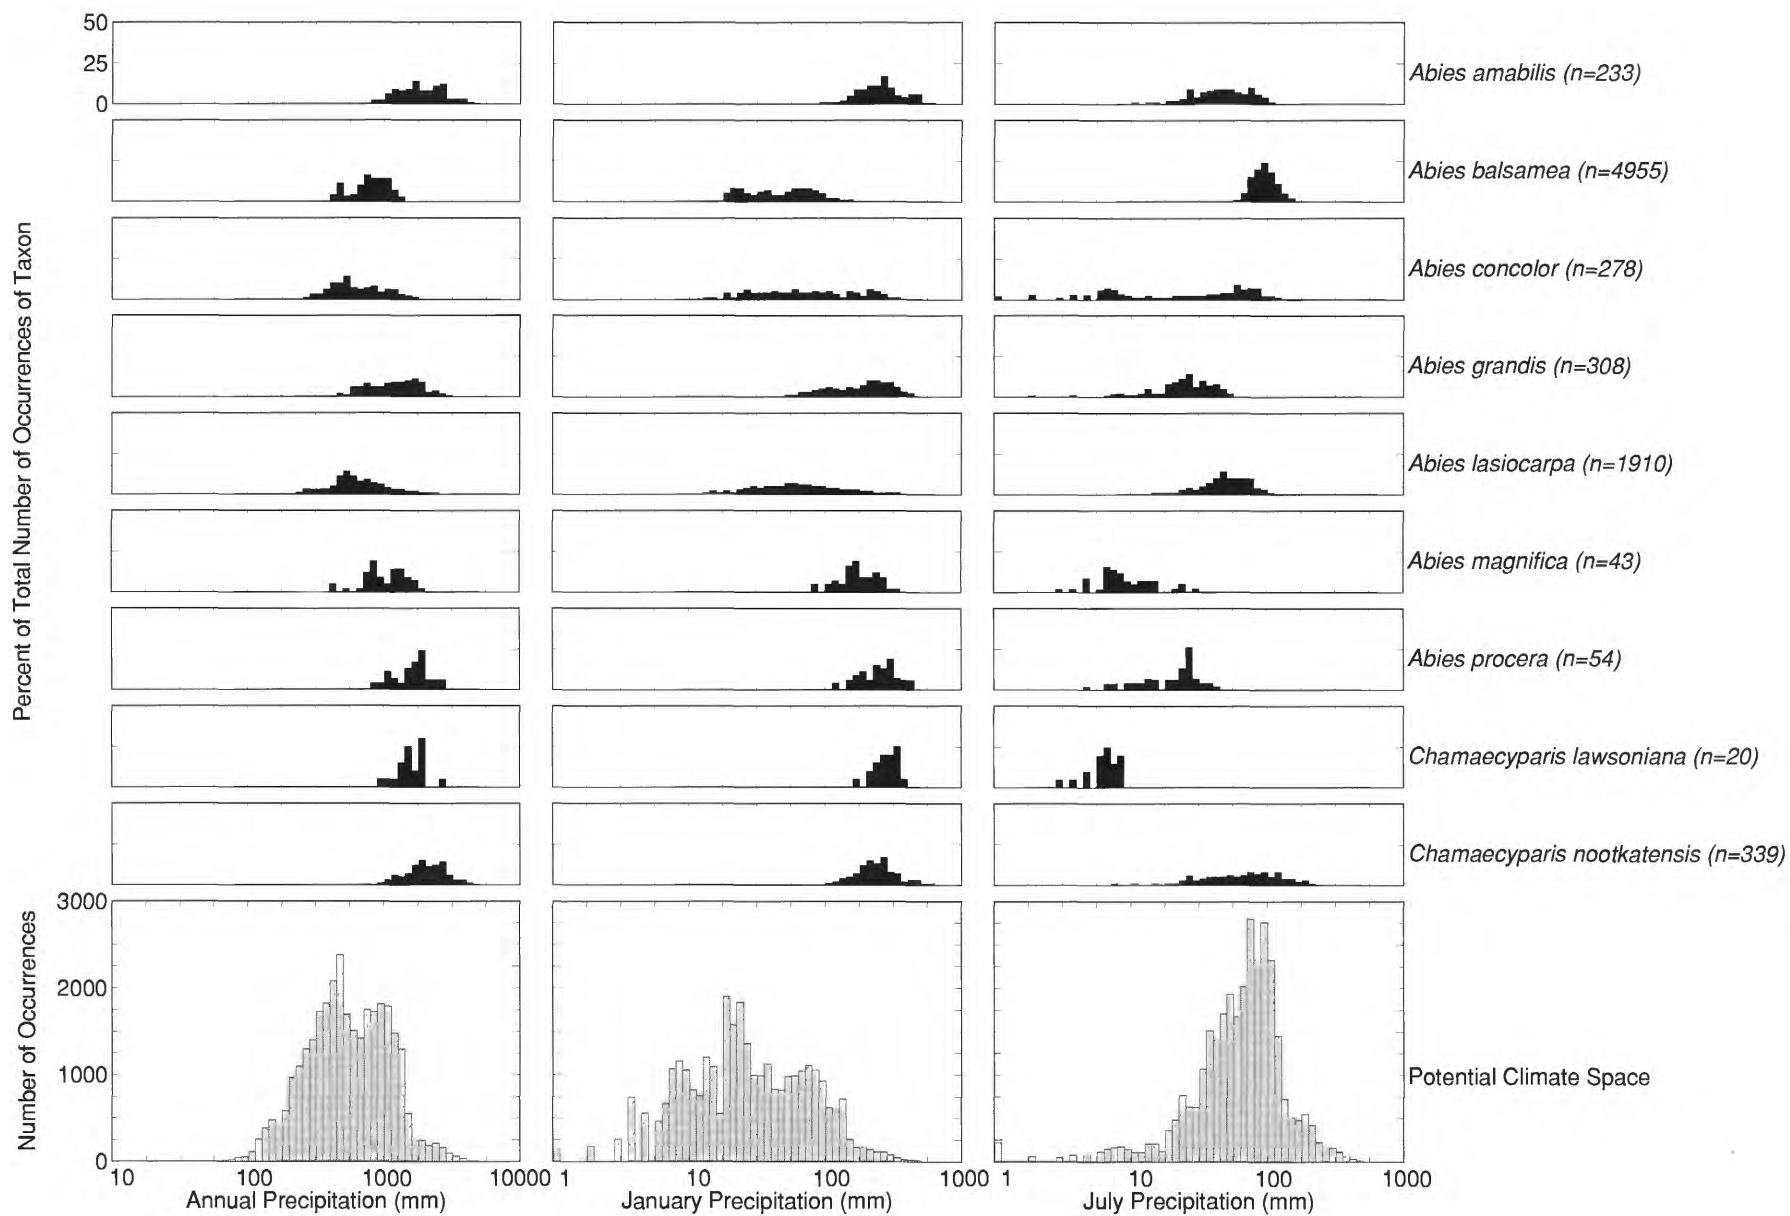 50
25
0
Abies amabilis (n=233)
Abies balsamea (n=4955)
Abies concolor (n=278)
Abies grandis (n=308)
Abies lasiocarpa (n=1910)
Abies magnifica (n=43)
Abies procera (n=54)
Chamaecyparis lawsoniana (n=20)
Chamaecyparis nootkatensis (n=339)
Percent of Total Number of Occurrences of Taxon
3000
2000
1000
0
Number of Occurrences
Potential Climate Space
10 100 1000 10000 1 10 100 1000 1 10 100 1000
Annual Precipitation (mm) January Precipitation (mm) July Precipitation (mm)